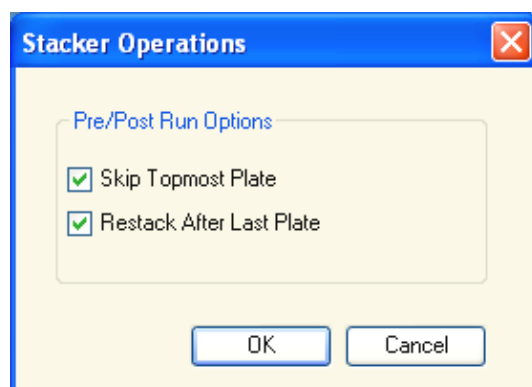 Stacker Operations
Pre/Post Run Options
Skip Topmost Plate
Restack After Last Plate
OK Cancel